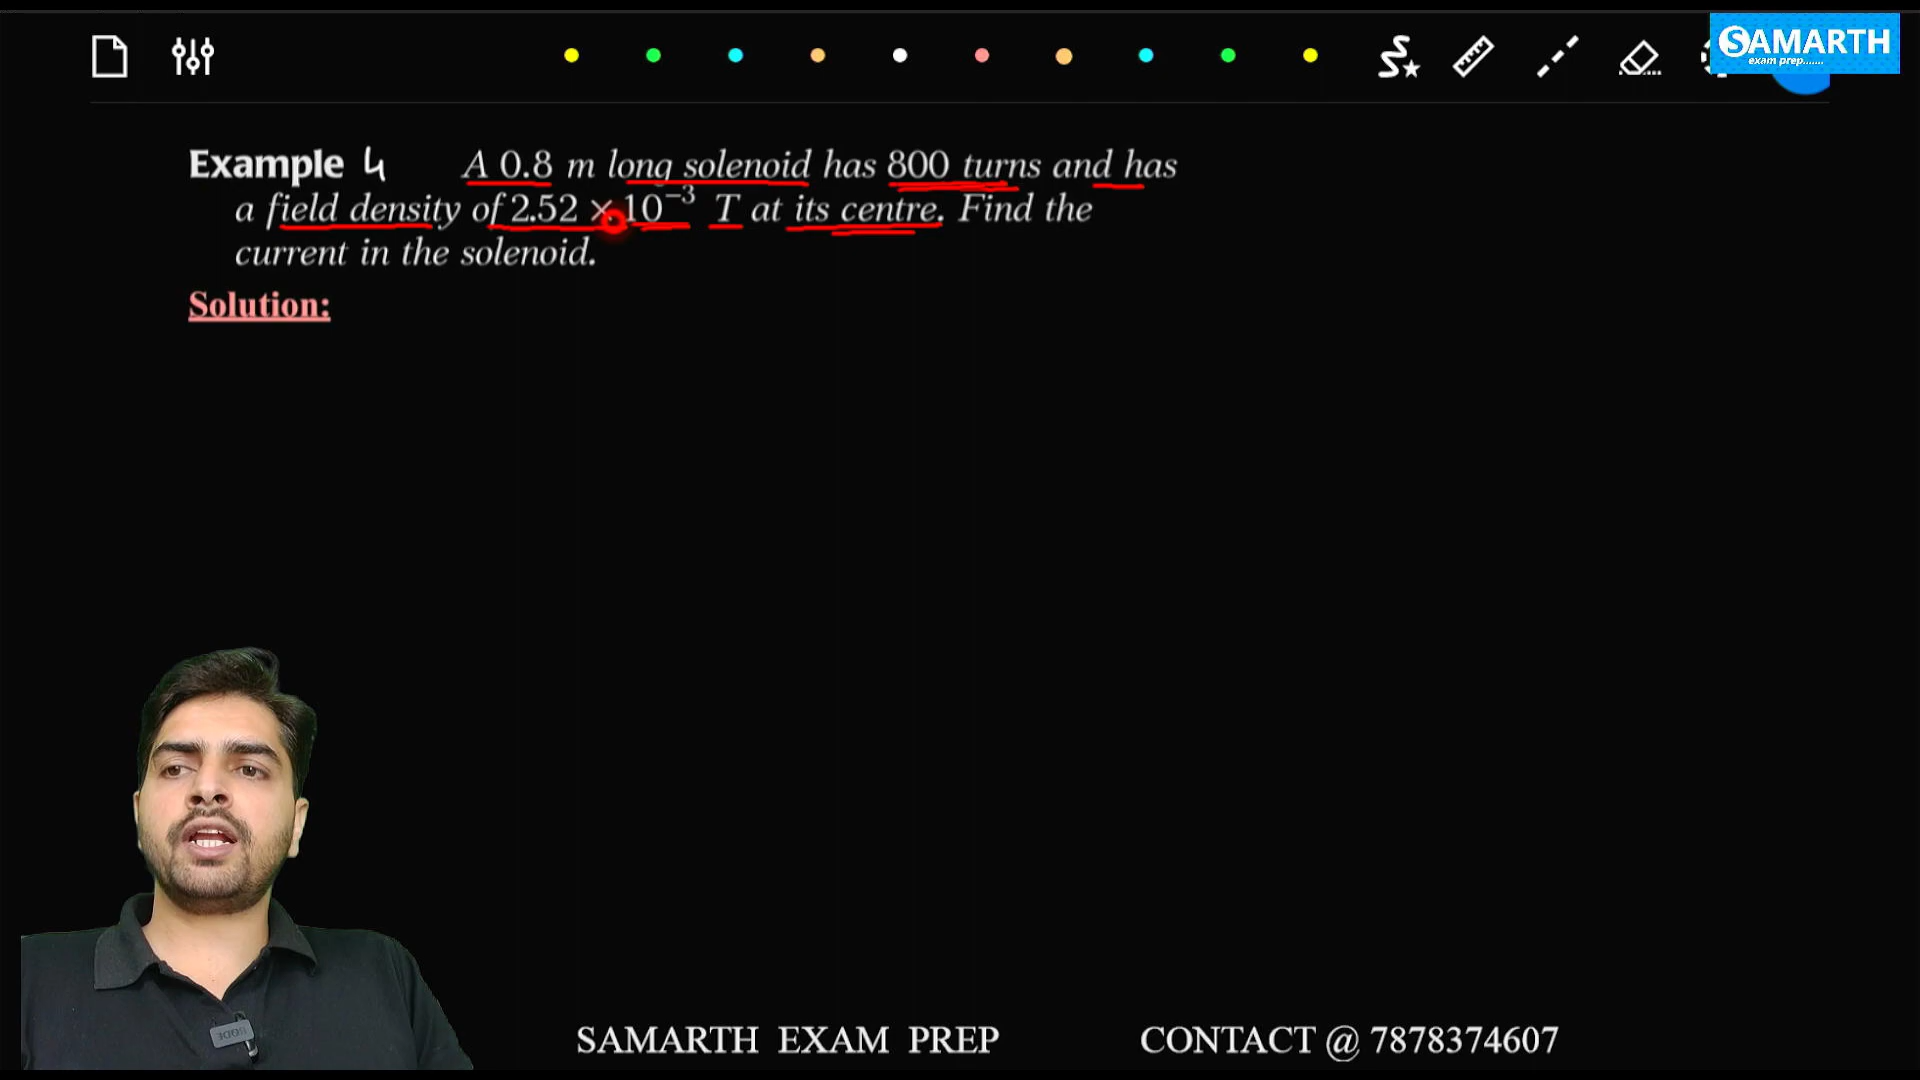 SAMARTH
exam prep.......
Example 4 A 0.8 m long solenoid has 800 turns and has
a field density of 2.52 × 10⁻³ T at its centre. Find the
current in the solenoid.
Solution:
SAMARTH EXAM PREP CONTACT @ 7878374607